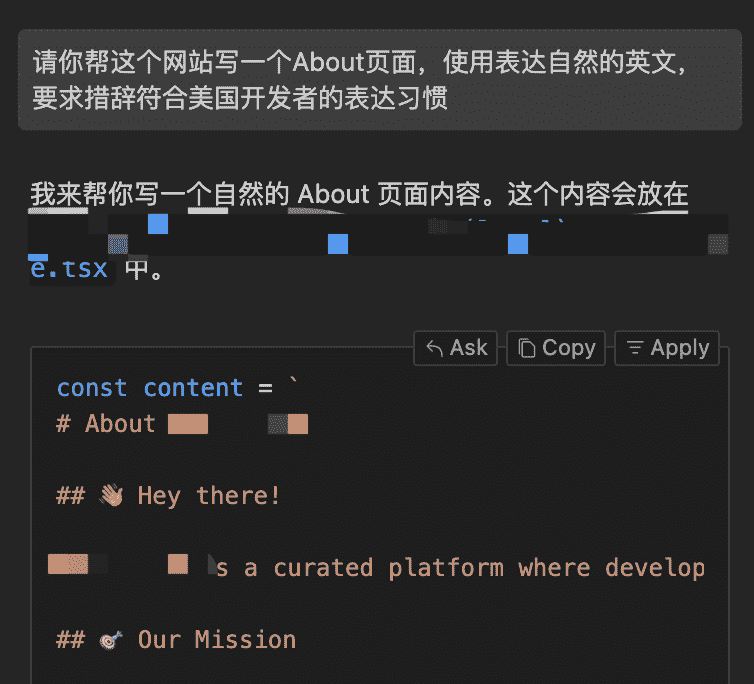 请你帮这个网站写一个About页面，使用表达自然的英文，
要求措辞符合美国开发者的表达习惯
我来帮你写一个自然的 About 页面内容。这个内容会放在
e.tsx 中。
Ask Copy Apply
const content = `
# About
## 👋 Hey there!
s a curated platform where develop
## 🎯 Our Mission